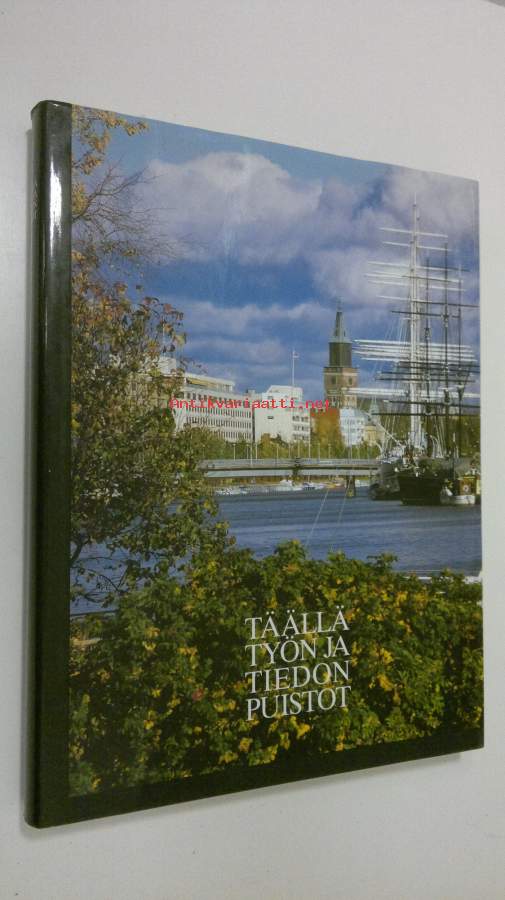 Antikvariaatti.net
TÄÄLLÄ
TYÖN JA
TIEDON
PUISTOT